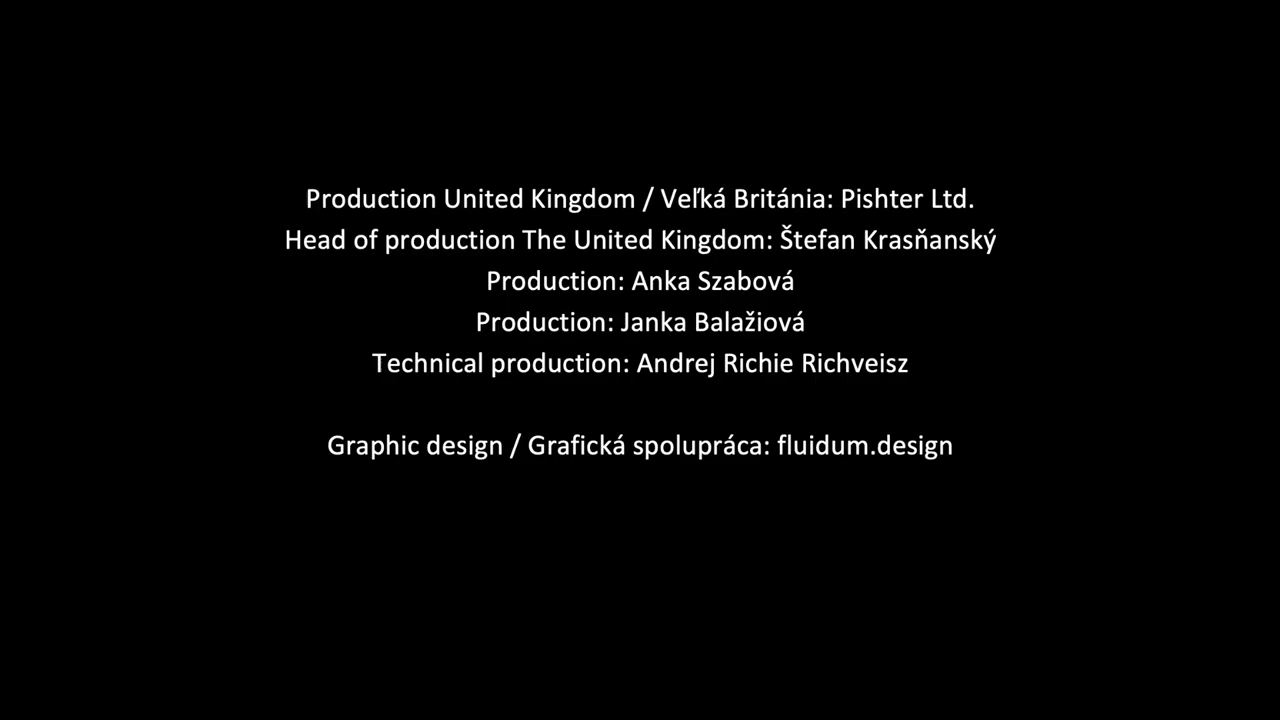 Production United Kingdom / Veľká Británia: Pishter Ltd.
Head of production The United Kingdom: Štefan Krasňanský
Production: Anka Szabová
Production: Janka Balažiová
Technical production: Andrej Richie Richveisz
Graphic design / Grafická spolupráca: fluidum.design